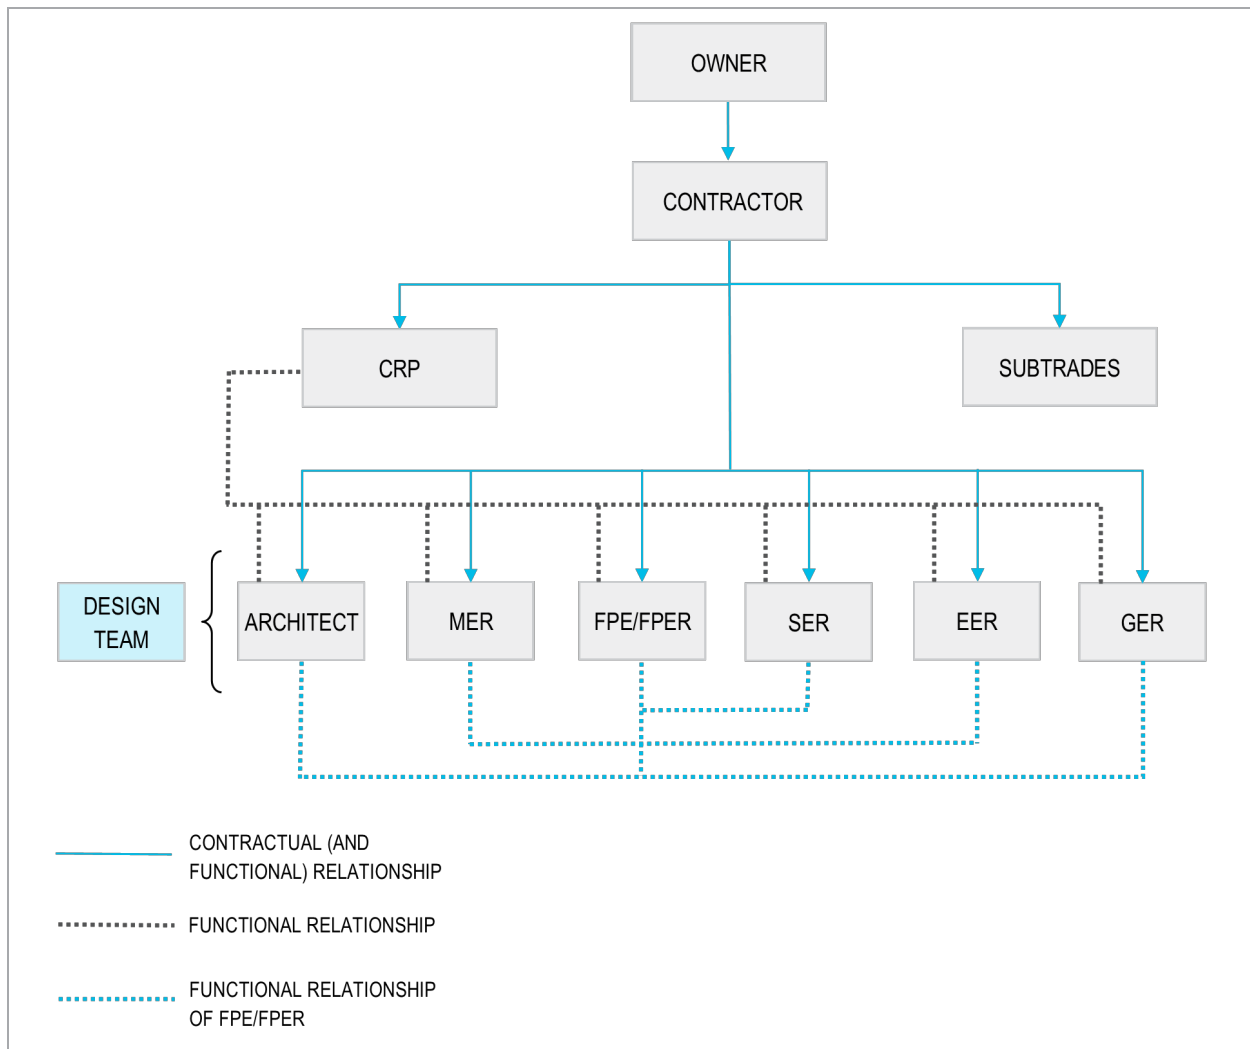 OWNER
CONTRACTOR
CRP
SUBTRADES
DESIGN
TEAM
ARCHITECT
MER
FPE/FPER
SER
EER
GER
CONTRACTUAL (AND
FUNCTIONAL) RELATIONSHIP
FUNCTIONAL RELATIONSHIP
FUNCTIONAL RELATIONSHIP
OF FPE/FPER